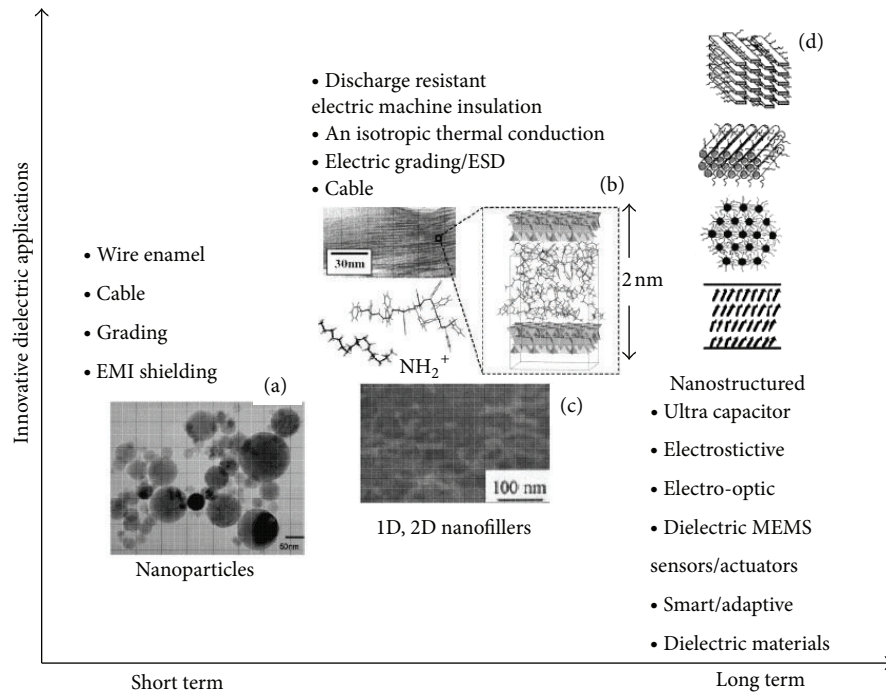 Innovative dielectric applications
• Wire enamel
• Cable
• Grading
• EMI shielding
(a)
50nm
Nanoparticles
• Discharge resistant
electric machine insulation
• An isotropic thermal conduction
• Electric grading/ESD
• Cable
(b)
30nm
2 nm
NH₂⁺
(c)
100 nm
1D, 2D nanofillers
(d)
Nanostructured
• Ultra capacitor
• Electrostictive
• Electro-optic
• Dielectric MEMS
sensors/actuators
• Smart/adaptive
• Dielectric materials
Short term
Long term